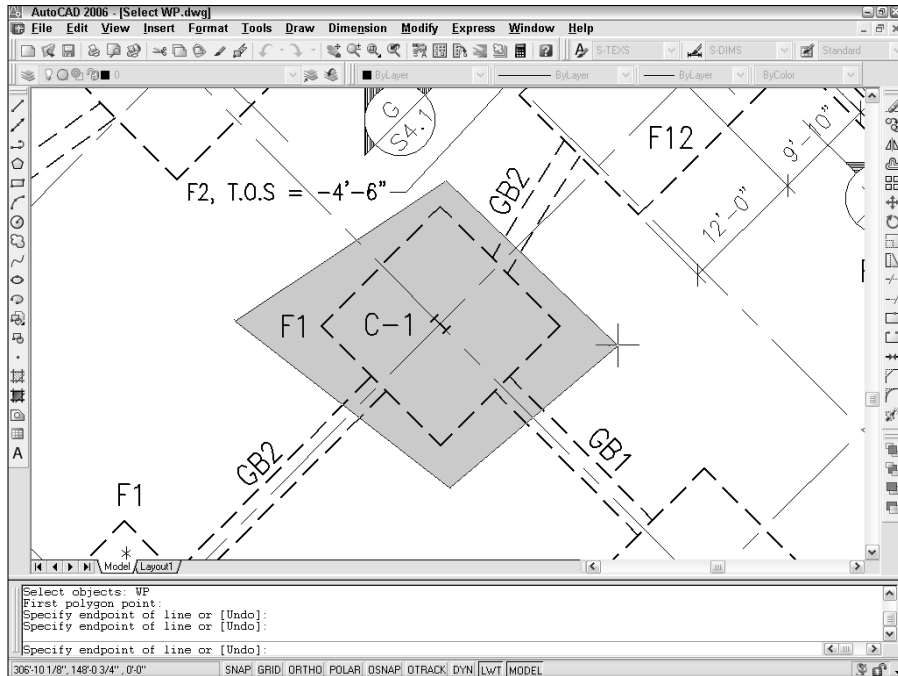 AutoCAD 2006 - [Select WP.dwg]
File Edit View Insert Format Tools Draw Dimension Modify Express Window Help
S-TEXS S-DIMS Standard
0 ByLayer ByLayer ByLayer ByColor
G
S4.1
F12
9'-10"
F2, T.O.S = -4'-6"
GB2
12'-0"
F1 C-1
GB2
GB1
F1
A
Model Layout1
Select objects: WP
First polygon point:
Specify endpoint of line or [Undo]:
Specify endpoint of line or [Undo]:
Specify endpoint of line or [Undo]:
306'-10 1/8", 148'-0 3/4" , 0'-0" SNAP GRID ORTHO POLAR OSNAP OTRACK DYN LWT MODEL